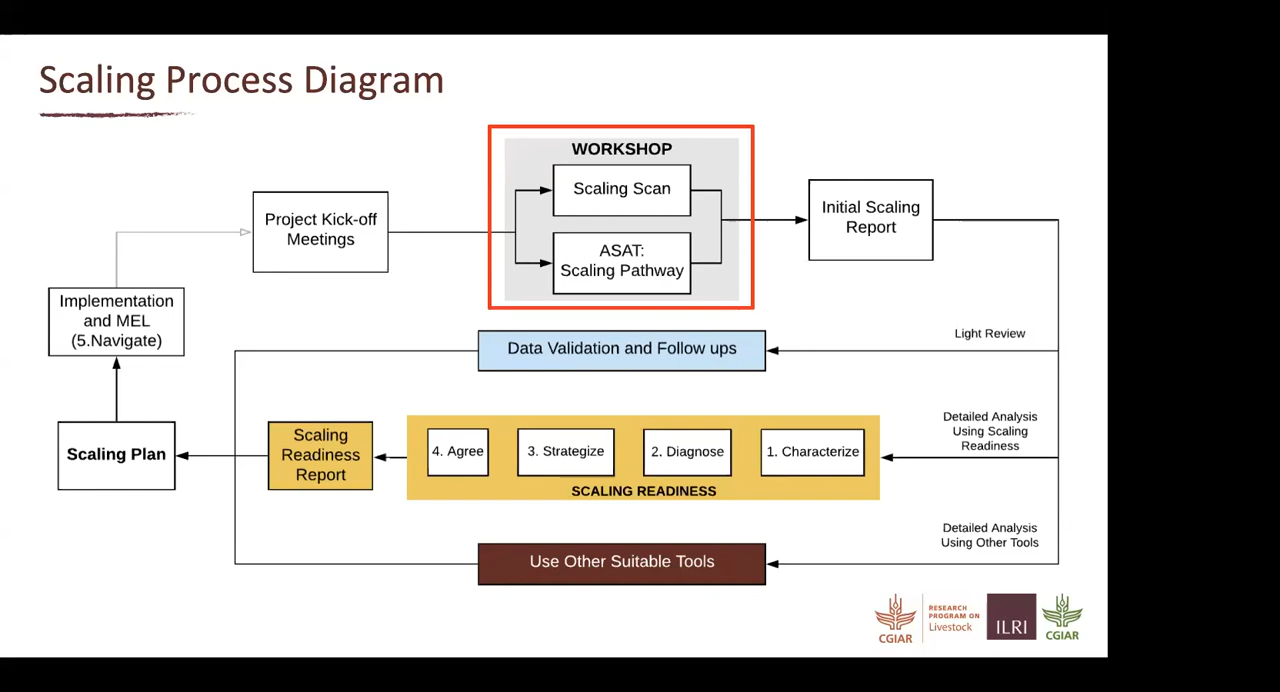 Scaling Process Diagram
WORKSHOP
Scaling Scan
ASAT:
Scaling Pathway
Project Kick-off
Meetings
Initial Scaling
Report
Implementation
and MEL
(5.Navigate)
Light Review
Data Validation and Follow ups
Detailed Analysis
Using Scaling
Readiness
Scaling Plan
Scaling
Readiness
Report
4. Agree
3. Strategize
2. Diagnose
1. Characterize
SCALING READINESS
Detailed Analysis
Using Other Tools
Use Other Suitable Tools
CGIAR
RESEARCH
PROGRAM ON
Livestock
ILRI
CGIAR